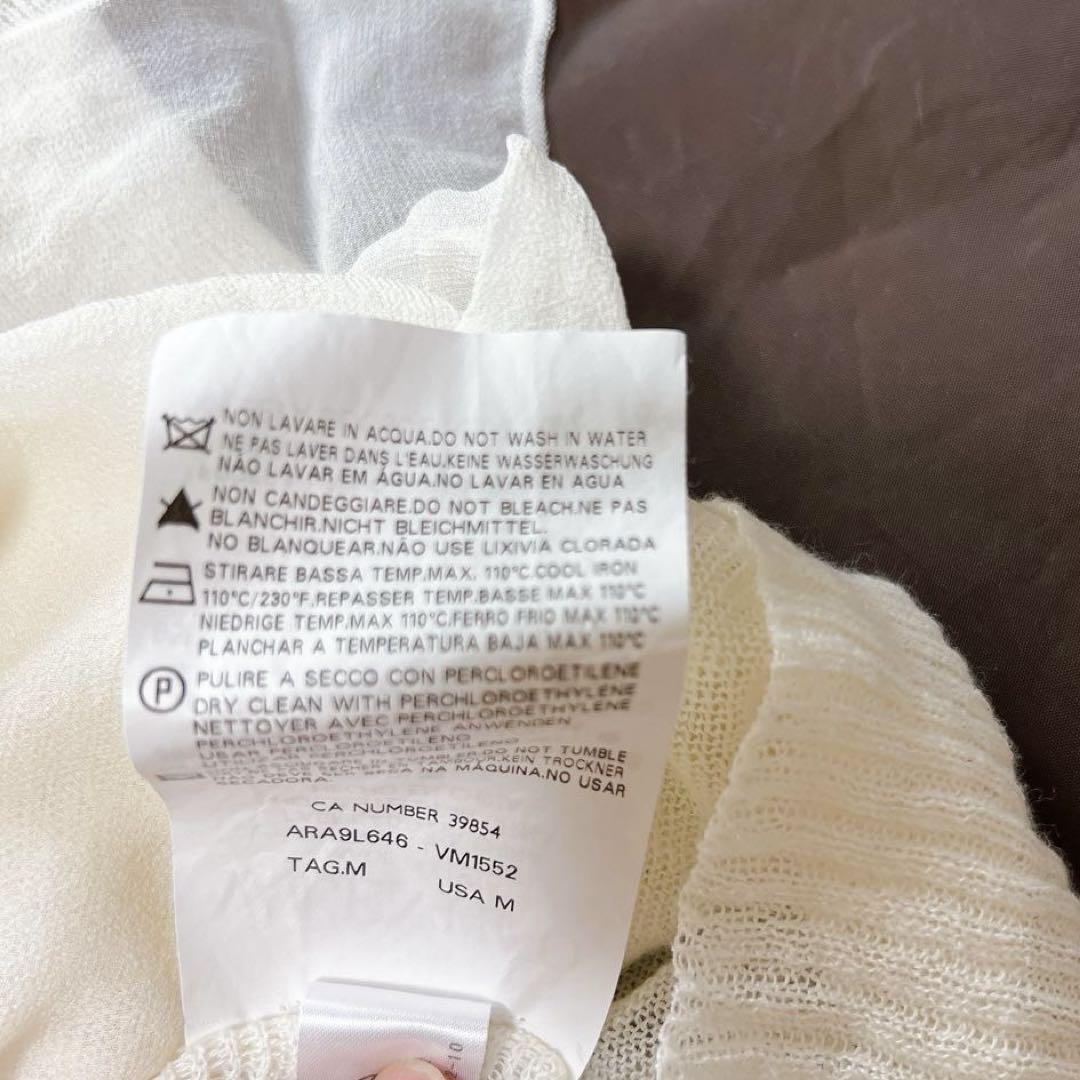 NON LAVARE IN ACQUA.DO NOT WASH IN WATER
NE PAS LAVER DANS L'EAU.KEINE WASSERWASCHUNG
NÃO LAVAR EM ÁGUA.NO LAVAR EN AGUA
NON CANDEGGIARE.DO NOT BLEACH.NE PAS
BLANCHIR.NICHT BLEICHMITTEL.
NO BLANQUEAR.NÃO USE LIXIVIA CLORADA
STIRARE BASSA TEMP.MAX. 110°C.COOL IRON
110°C/230°F.REPASSER TEMP.BASSE MAX 110°C
NIEDRIGE TEMP.MAX 110°C.FERRO FRIO MAX 110°C
PLANCHAR A TEMPERATURA BAJA MAX 110°C
P
PULIRE A SECCO CON PERCLOROETILENE
DRY CLEAN WITH PERCHLOROETHYLENE
NETTOYER AVEC PERCHLOROETHYLENE
PERCHLOROETHYLENE ANWENDEN
PERCLOROETILENO
DO NOT TUMBLE
KEIN TROCKNER
NA MÁQUINA.NO USAR
SECADORA.
CA NUMBER 39854
ARA9L646 - VM1552
TAG.M USA M